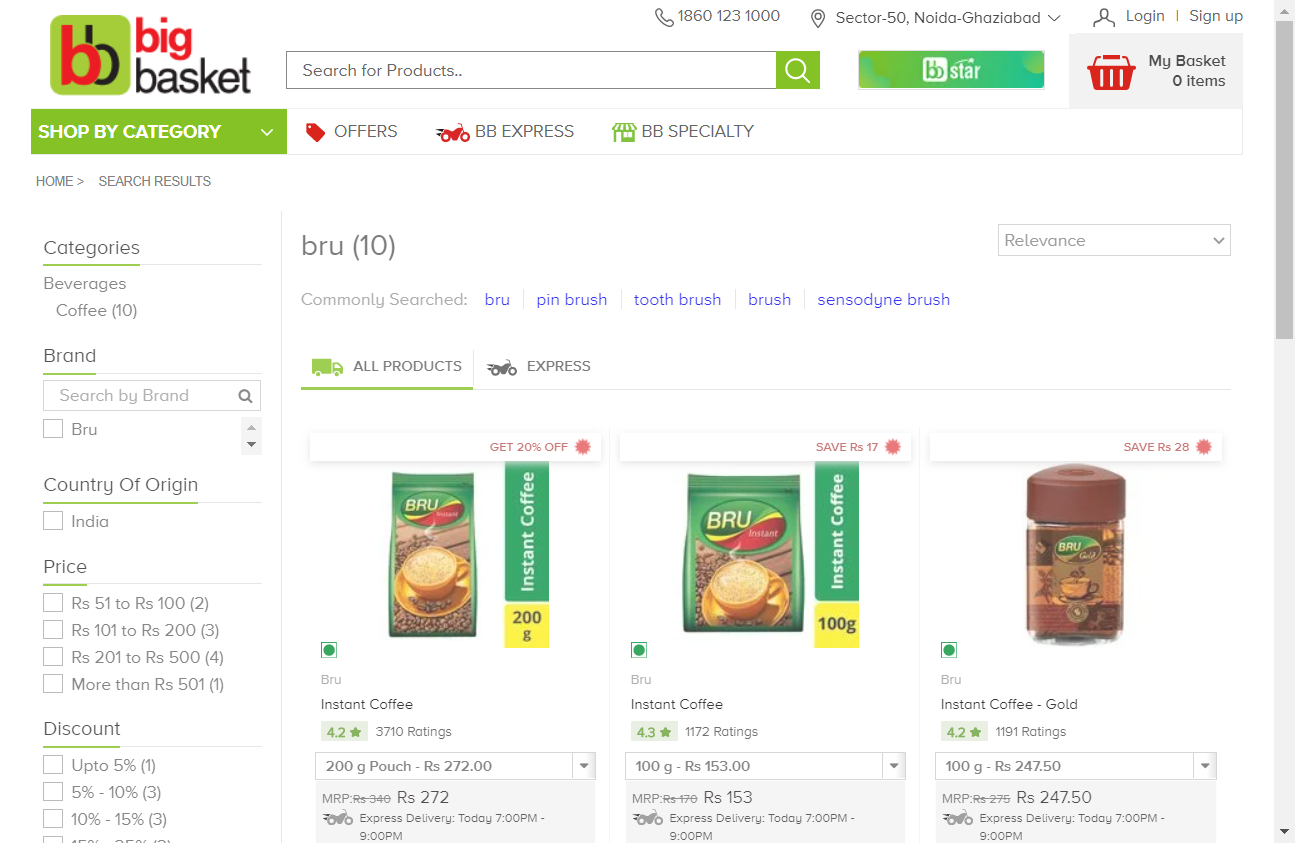 1860 123 1000
Sector-50, Noida-Ghaziabad
Login | Sign up
bb big basket
Search for Products..
bb star
My Basket
0 items
SHOP BY CATEGORY
OFFERS
BB EXPRESS
BB SPECIALTY
HOME > SEARCH RESULTS
Categories
Beverages
Coffee (10)
Brand
Search by Brand
Bru
Country Of Origin
India
Price
Rs 51 to Rs 100 (2)
Rs 101 to Rs 200 (3)
Rs 201 to Rs 500 (4)
More than Rs 501 (1)
Discount
Upto 5% (1)
5% - 10% (3)
10% - 15% (3)
bru (10)
Relevance
Commonly Searched: bru pin brush tooth brush brush sensodyne brush
ALL PRODUCTS
EXPRESS
GET 20% OFF
BRU
Instant
Instant Coffee
200
g
Bru
Instant Coffee
4.2 3710 Ratings
200 g Pouch - Rs 272.00
MRP:Rs 340 Rs 272
Express Delivery: Today 7:00PM -
9:00PM
SAVE Rs 17
BRU
Instant
Instant Coffee
100g
Bru
Instant Coffee
4.3 1172 Ratings
100 g - Rs 153.00
MRP:Rs 170 Rs 153
Express Delivery: Today 7:00PM -
9:00PM
SAVE Rs 28
BRU
Gold
Bru
Instant Coffee - Gold
4.2 1191 Ratings
100 g - Rs 247.50
MRP:Rs 275 Rs 247.50
Express Delivery: Today 7:00PM -
9:00PM